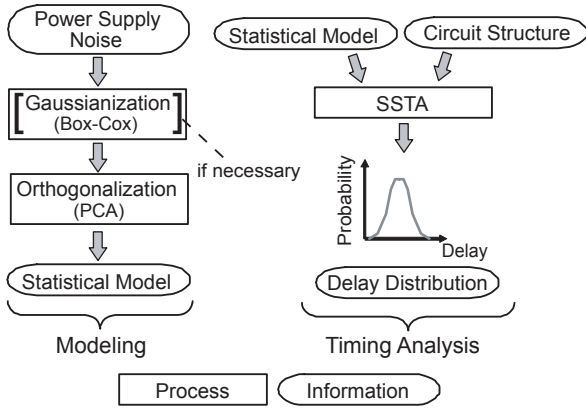 Power Supply
Noise
[Gaussianization]
(Box-Cox)
if necessary
Orthogonalization
(PCA)
Statistical Model
Modeling
Statistical Model
Circuit Structure
SSTA
Probability
Delay
Delay Distribution
Timing Analysis
Process
Information